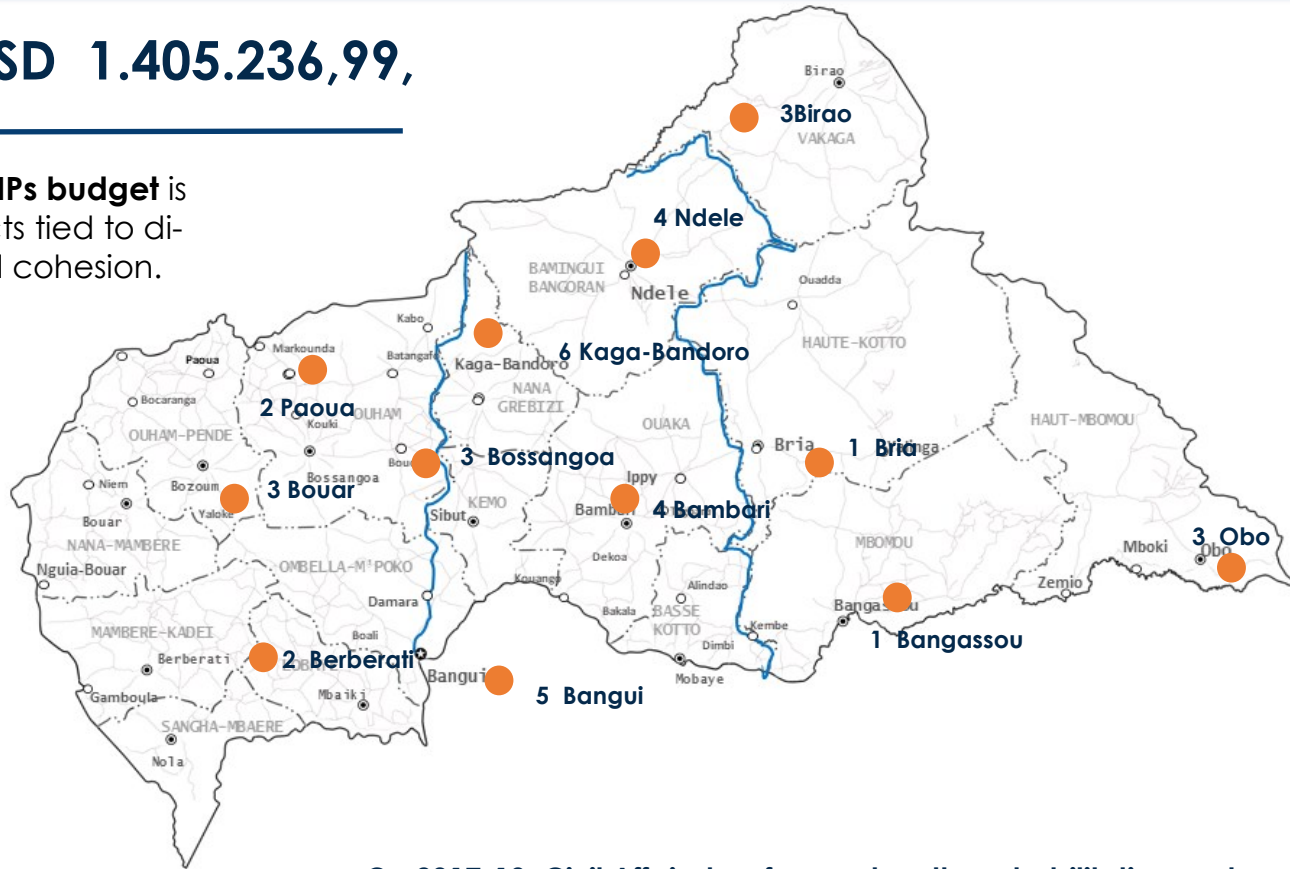 SD 1.405.236,99,
IPs budget is
ts tied to di-
l cohesion.
Birao
3Birao
VAKAGA
4 Ndele
BAMINGUI
BANGORAN
Ndele
Ouadda
HAUTE-KOTTO
Kabo
Markounda
Batangafo
Paoua
Kaga-Bandoro
6 Kaga-Bandoro
NANA
GREBIZI
Bocaranga
2 Paoua
OUHAM
Kouki
OUAKA
HAUT-MBOMOU
OUHAM-PENDE
Bria
1 Bria
3 Bossangoa
Bossangoa
Ippy
Niem
Bozoum
3 Bouar
Yaloke
Bouar
Sibut
KEMO
Bambari
4 Bambari
NANA-MAMBERE
MBOMOU
3 Obo
Obo
Mboki
Nguia-Bouar
OMBELLA-M'POKO
Dekoa
Kouango
Alindao
Zemio
Damara
Bakala
BASSE
KOTTO
Bangassou
MAMBERE-KADEI
Boali
Kembe
Dimbi
1 Bangassou
Berberati
2 Berberati
Bangui
Mobaye
5 Bangui
Gamboula
Mbaiki
SANGHA-MBAERE
Nola